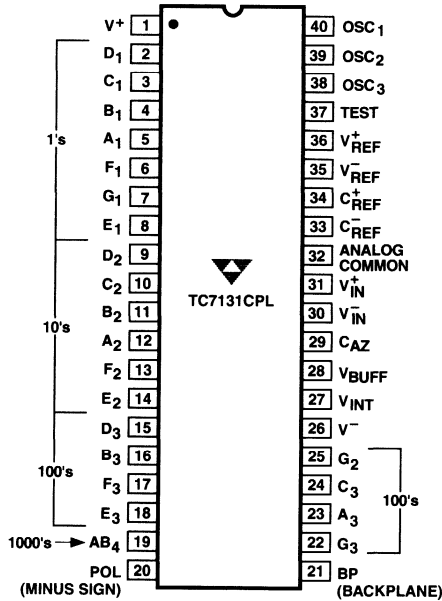 V+ 1
D1 2
C1 3
B1 4
1's
A1 5
F1 6
G1 7
E1 8
D2 9
C2 10
B2 11
10's
A2 12
F2 13
E2 14
D3 15
B3 16
100's
F3 17
E3 18
1000's AB4 19
POL 20
(MINUS SIGN)
TC7131CPL
40 OSC1
39 OSC2
38 OSC3
37 TEST
36 V+REF
35 V−REF
34 C+REF
33 C−REF
32 ANALOG
COMMON
31 V+IN
30 V−IN
29 CAZ
28 VBUFF
27 VINT
26 V−
25 G2
24 C3
100's
23 A3
22 G3
21 BP
(BACKPLANE)